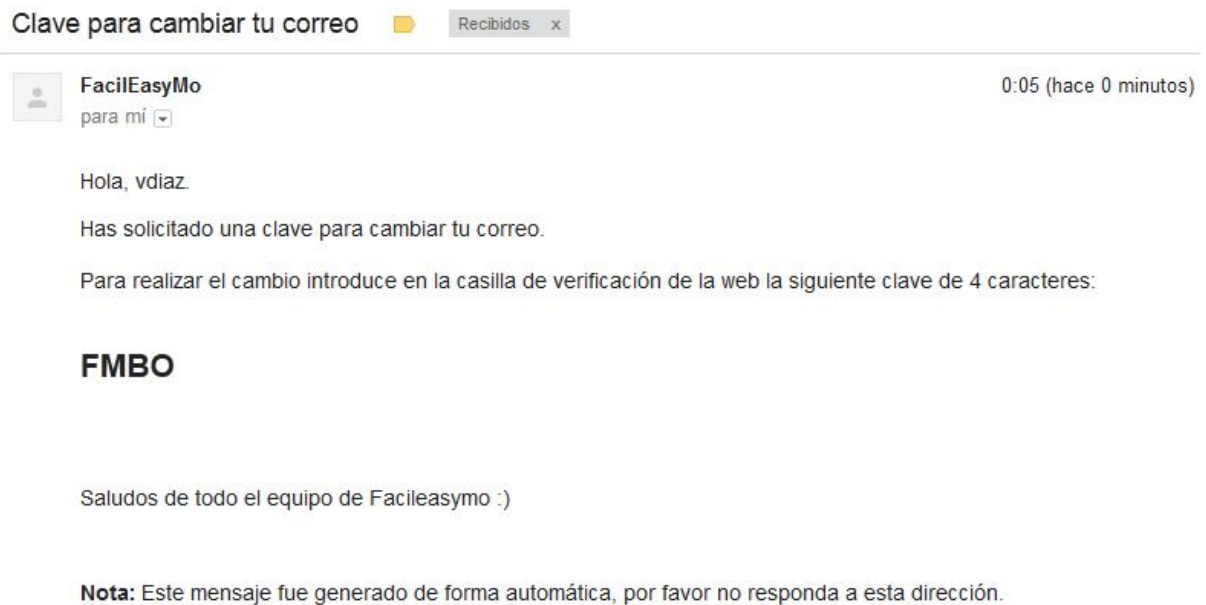 Clave para cambiar tu correo Recibidos x
FacilEasyMo 0:05 (hace 0 minutos)
para mí
Hola, vdiaz.
Has solicitado una clave para cambiar tu correo.
Para realizar el cambio introduce en la casilla de verificación de la web la siguiente clave de 4 caracteres:
FMBO
Saludos de todo el equipo de Facileasymo :)
Nota: Este mensaje fue generado de forma automática, por favor no responda a esta dirección.